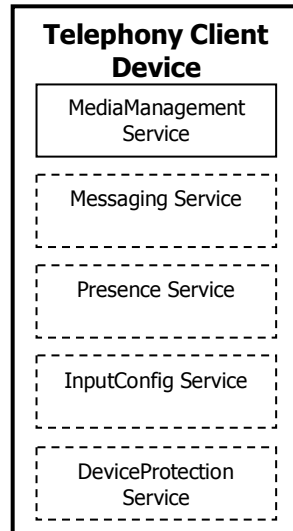 Telephony Client
Device
MediaManagement
Service
Messaging Service
Presence Service
InputConfig Service
DeviceProtection
Service